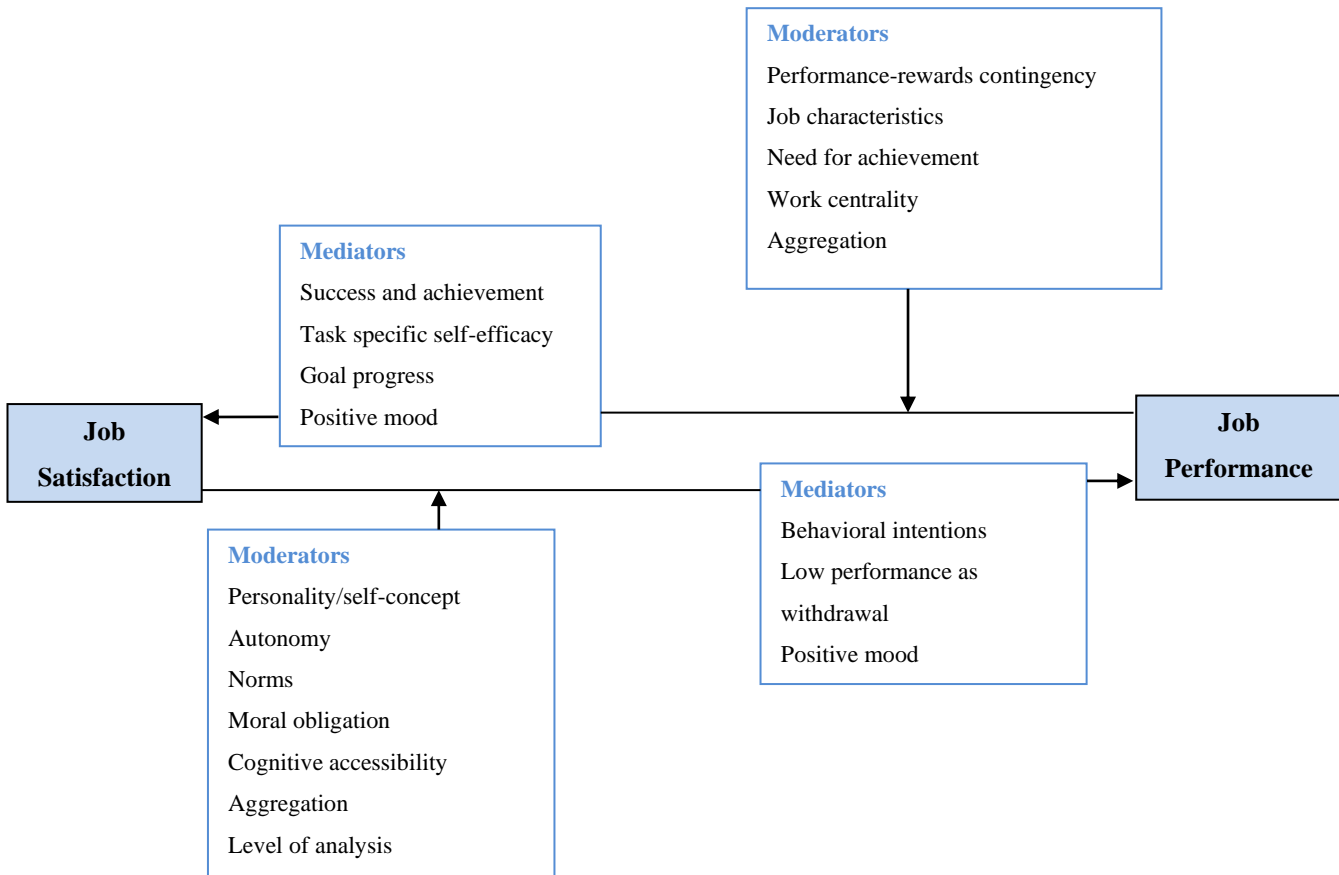 Moderators
Performance-rewards contingency
Job characteristics
Need for achievement
Work centrality
Aggregation
Mediators
Success and achievement
Task specific self-efficacy
Goal progress
Positive mood
Job
Satisfaction
Job
Performance
Mediators
Behavioral intentions
Low performance as
withdrawal
Positive mood
Moderators
Personality/self-concept
Autonomy
Norms
Moral obligation
Cognitive accessibility
Aggregation
Level of analysis